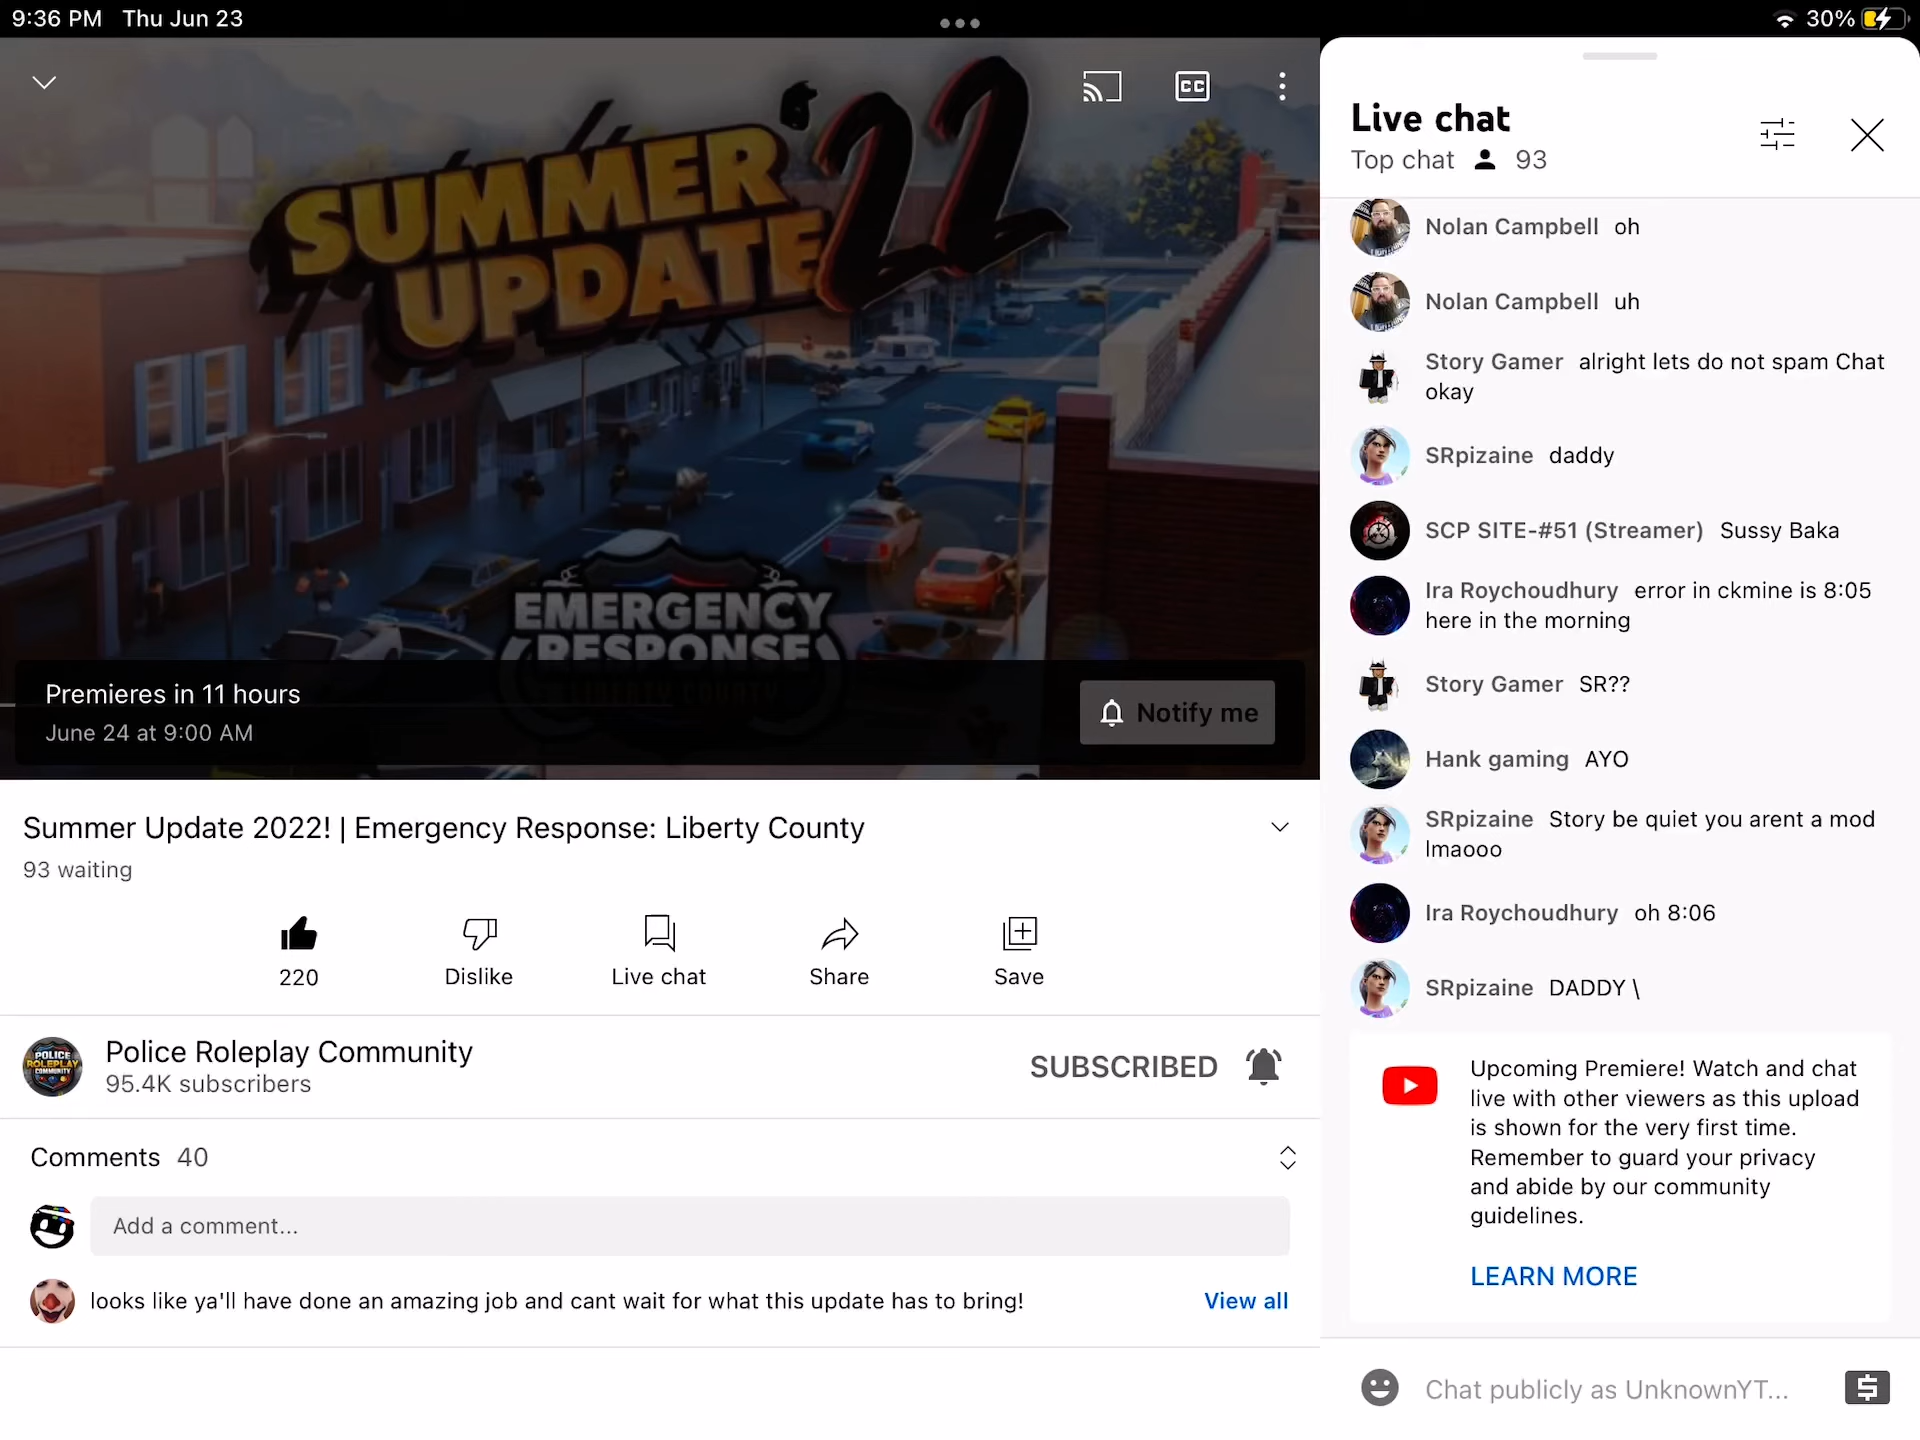 9:36 PM Thu Jun 23
30%
SUMMER
UPDATE '22
EMERGENCY
RESPONSE
LIBERTY COUNTY
Premieres in 11 hours
June 24 at 9:00 AM
Notify me
Summer Update 2022! | Emergency Response: Liberty County
93 waiting
220
Dislike
Live chat
Share
Save
POLICE
ROLEPLAY
COMMUNITY
Police Roleplay Community
95.4K subscribers
SUBSCRIBED
Comments 40
Add a comment...
looks like ya'll have done an amazing job and cant wait for what this update has to bring!
View all
CC
Live chat
Top chat 93
Nolan Campbell oh
Nolan Campbell uh
Story Gamer alright lets do not spam Chat
okay
SRpizaine daddy
SCP SITE-#51 (Streamer) Sussy Baka
Ira Roychoudhury error in ckmine is 8:05
here in the morning
Story Gamer SR??
Hank gaming AYO
SRpizaine Story be quiet you arent a mod
lmaooo
Ira Roychoudhury oh 8:06
SRpizaine DADDY \
Upcoming Premiere! Watch and chat
live with other viewers as this upload
is shown for the very first time.
Remember to guard your privacy
and abide by our community
guidelines.
LEARN MORE
Chat publicly as UnknownYT...